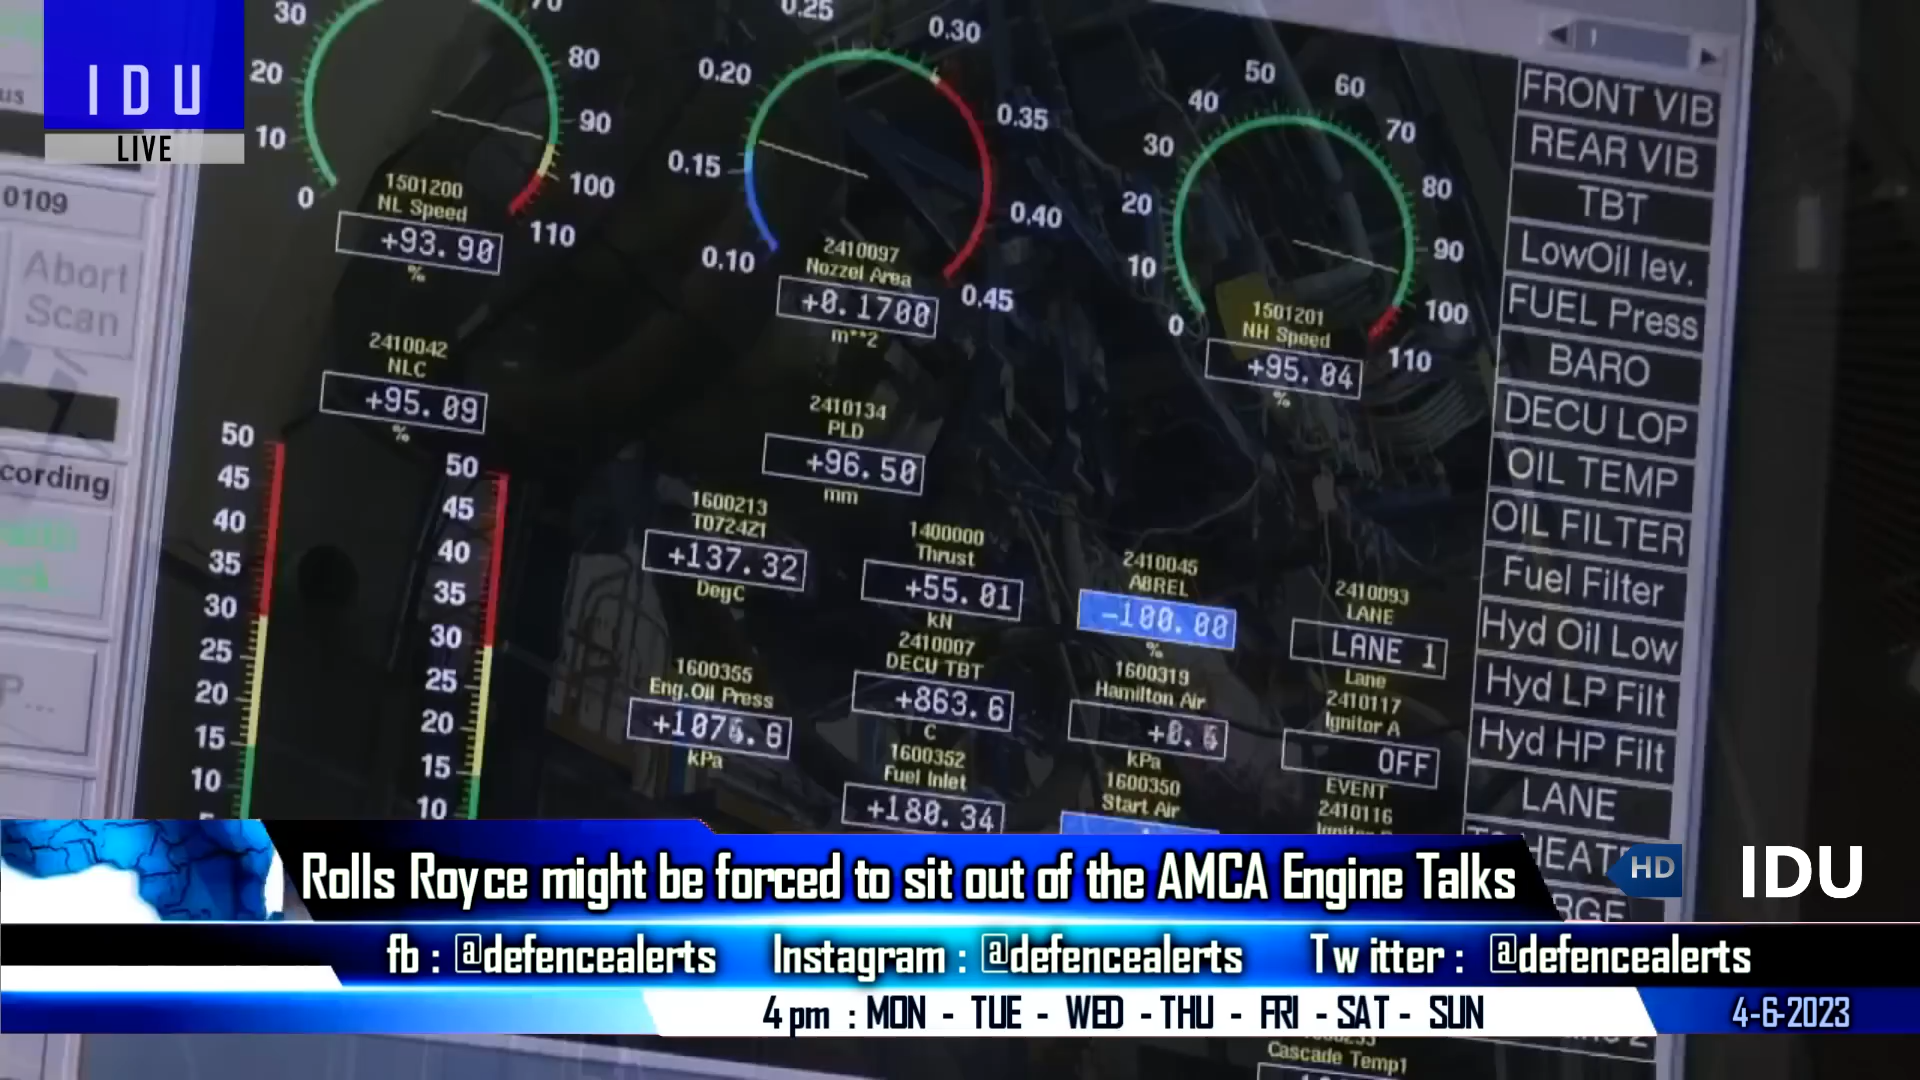 IDU
LIVE
us
0109
Abort
Scan
cording
30
20
10
0
70
80
90
100
110
1501200
NL Speed
+93.90
%
2410042
NLC
+95.09
%
0.10
0.15
0.20
0.25
0.30
0.35
0.40
0.45
2410097
Nozzel Area
+0.1700
m**2
2410134
PLD
+96.50
mm
0
10
20
30
40
50
60
70
80
90
100
110
1501201
NH Speed
+95.04
%
50
45
40
35
30
25
20
15
10
50
45
40
35
30
25
20
15
10
1600213
T0724Z1
+137.32
DegC
1400000
Thrust
+55.01
kN
2410045
ABREL
-100.00
%
2410093
LANE
LANE 1
Lane
1600355
Eng.Oil Press
kPa
2410007
DECU TBT
+863.6
C
1600319
Hamilton Air
kPa
2410117
Ignitor A
OFF
EVENT
1600352
Fuel Inlet
+180.34
1600350
Start Air
2410116
FRONT VIB
REAR VIB
TBT
LowOil lev.
FUEL Press
BARO
DECU LOP
OIL TEMP
OIL FILTER
Fuel Filter
Hyd Oil Low
Hyd LP Filt
Hyd HP Filt
LANE
Rolls Royce might be forced to sit out of the AMCA Engine Talks
HD
IDU
fb : @defencealerts Instagram : @defencealerts Twitter : @defencealerts
4 pm : MON - TUE - WED - THU - FRI - SAT - SUN
4-6-2023
Cascade Temp1